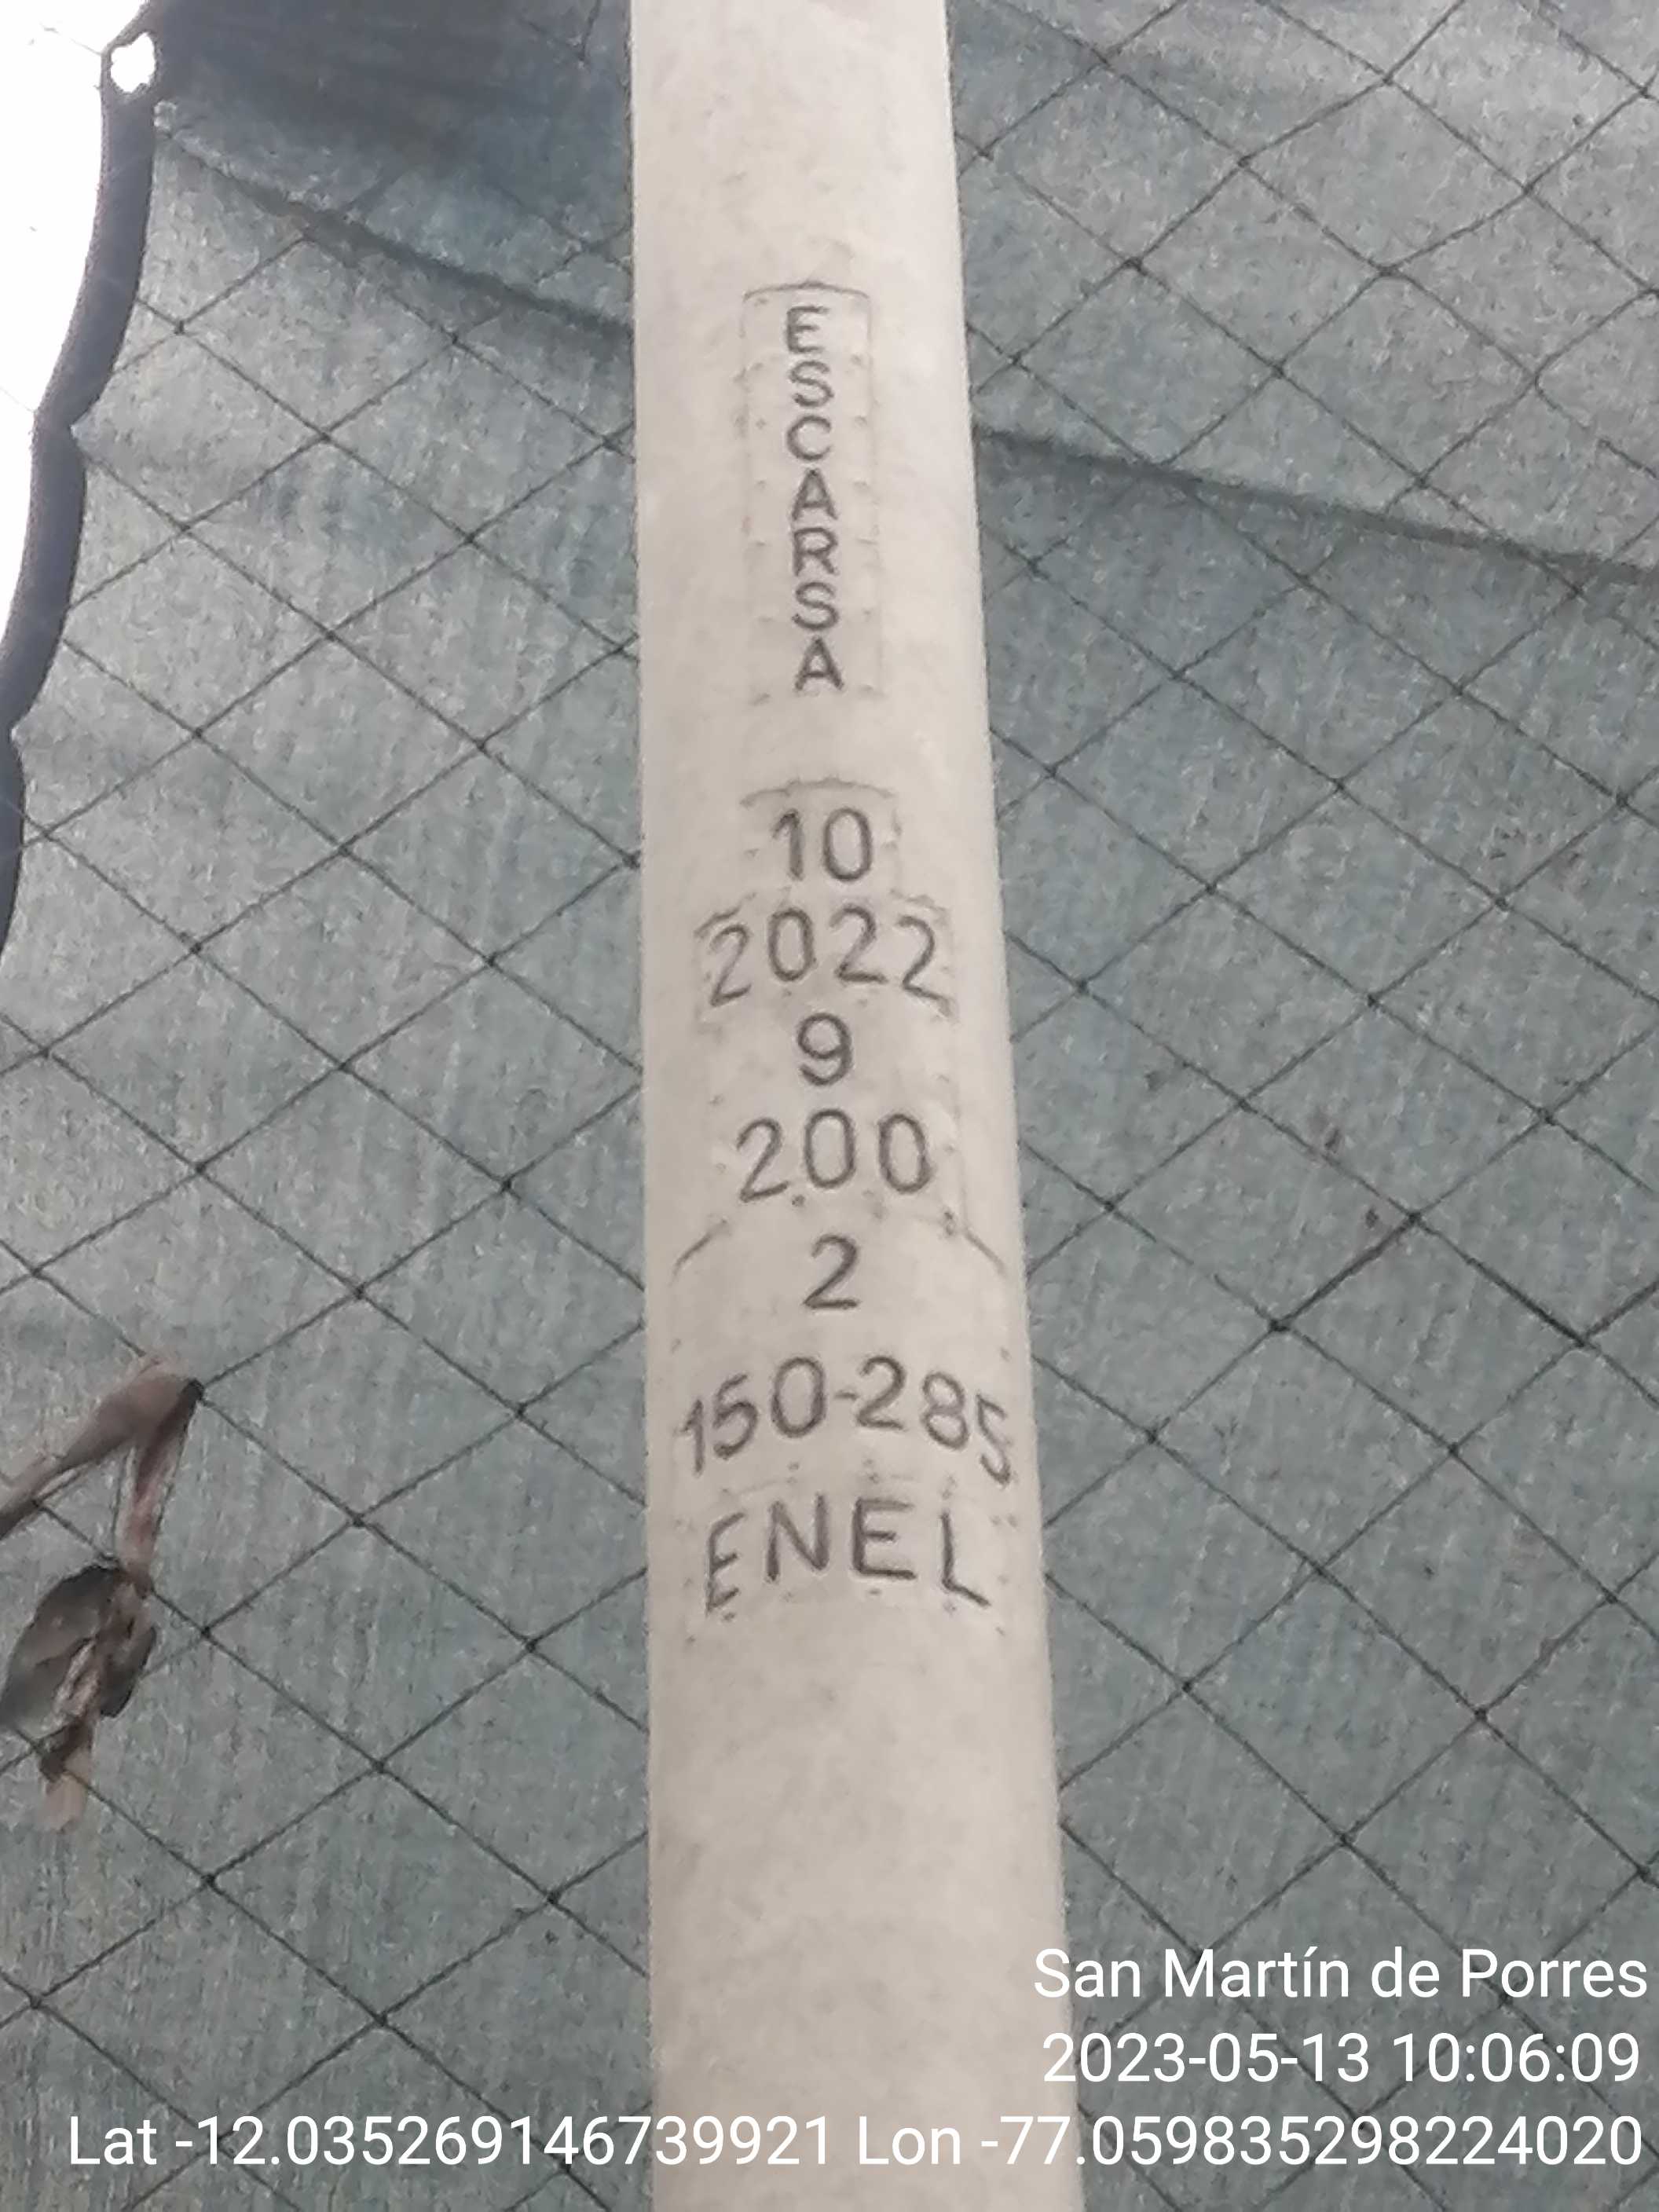 ESCARSA
10
2022
9
200
2
150-285
ENEL
San Martín de Porres
2023-05-13 10:06:09
Lat -12.035269146739921 Lon -77.059835298224020